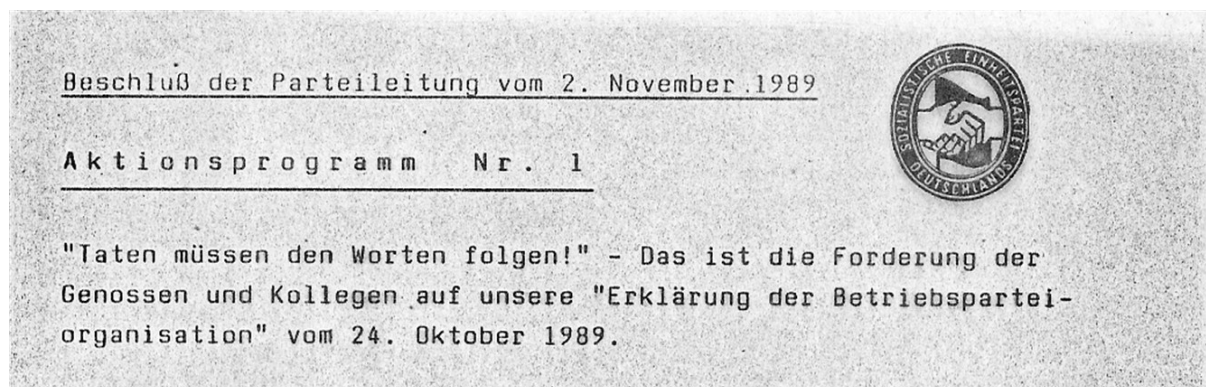 Beschluß der Parteileitung vom 2. November 1989
SOZIALISTISCHE EINHEITSPARTEI DEUTSCHLANDS
Aktionsprogramm Nr. 1
"Taten müssen den Worten folgen!" - Das ist die Forderung der
Genossen und Kollegen auf unsere "Erklärung der Betriebspartei-
organisation" vom 24. Oktober 1989.